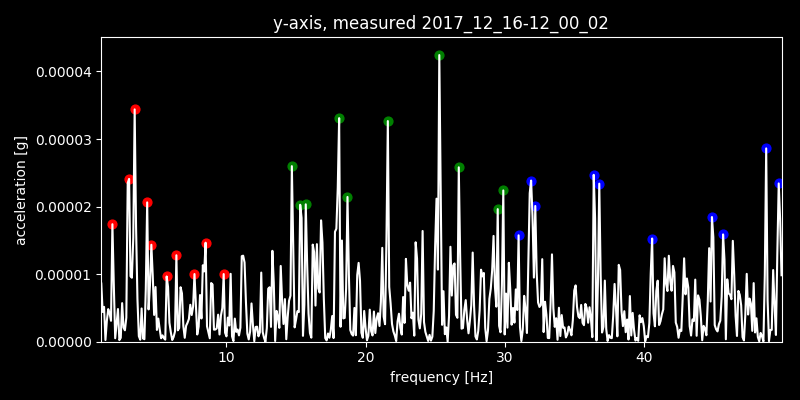 y-axis, measured 2017_12_16-12_00_02
0.00004
0.00003
0.00002
0.00001
0.00000
acceleration [g]
10 20 30 40
frequency [Hz]